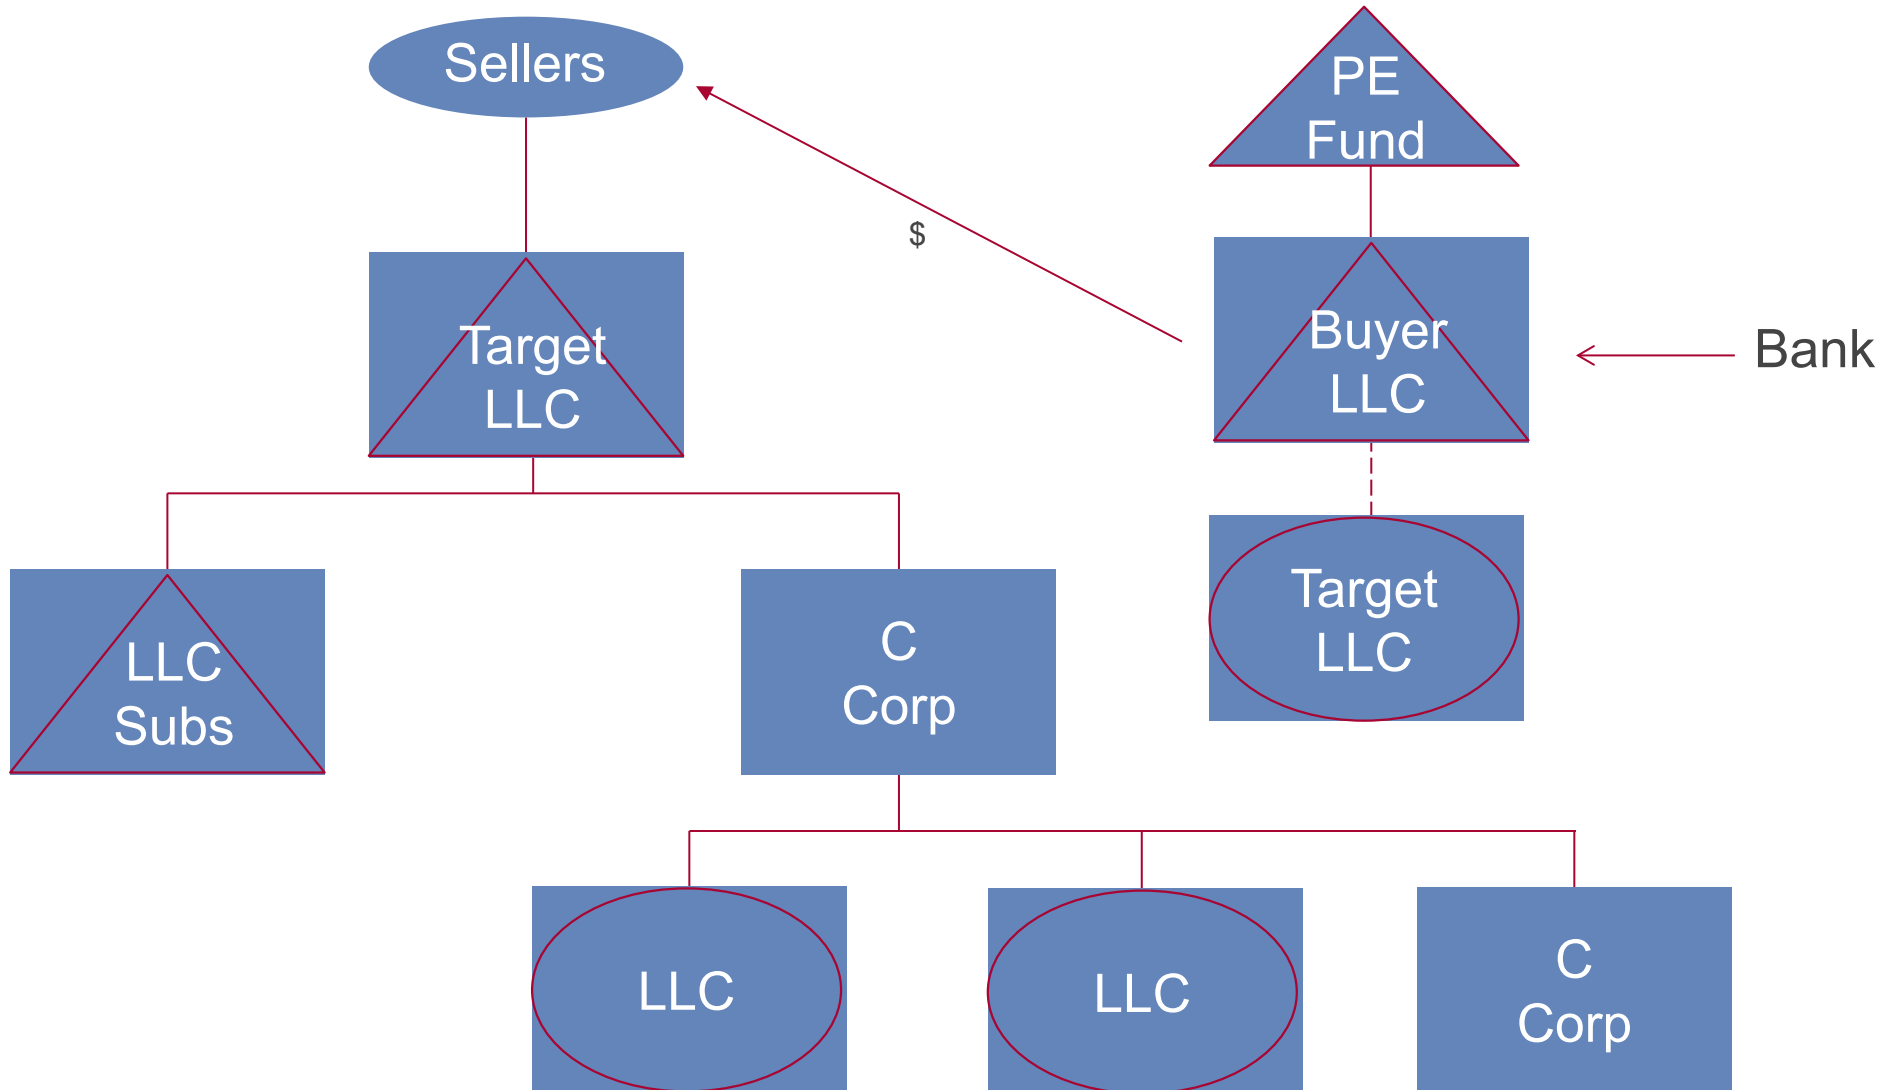 Sellers
PE
Fund
$
Target
LLC
Buyer
LLC
Bank
LLC
Subs
C
Corp
Target
LLC
LLC
LLC
C
Corp